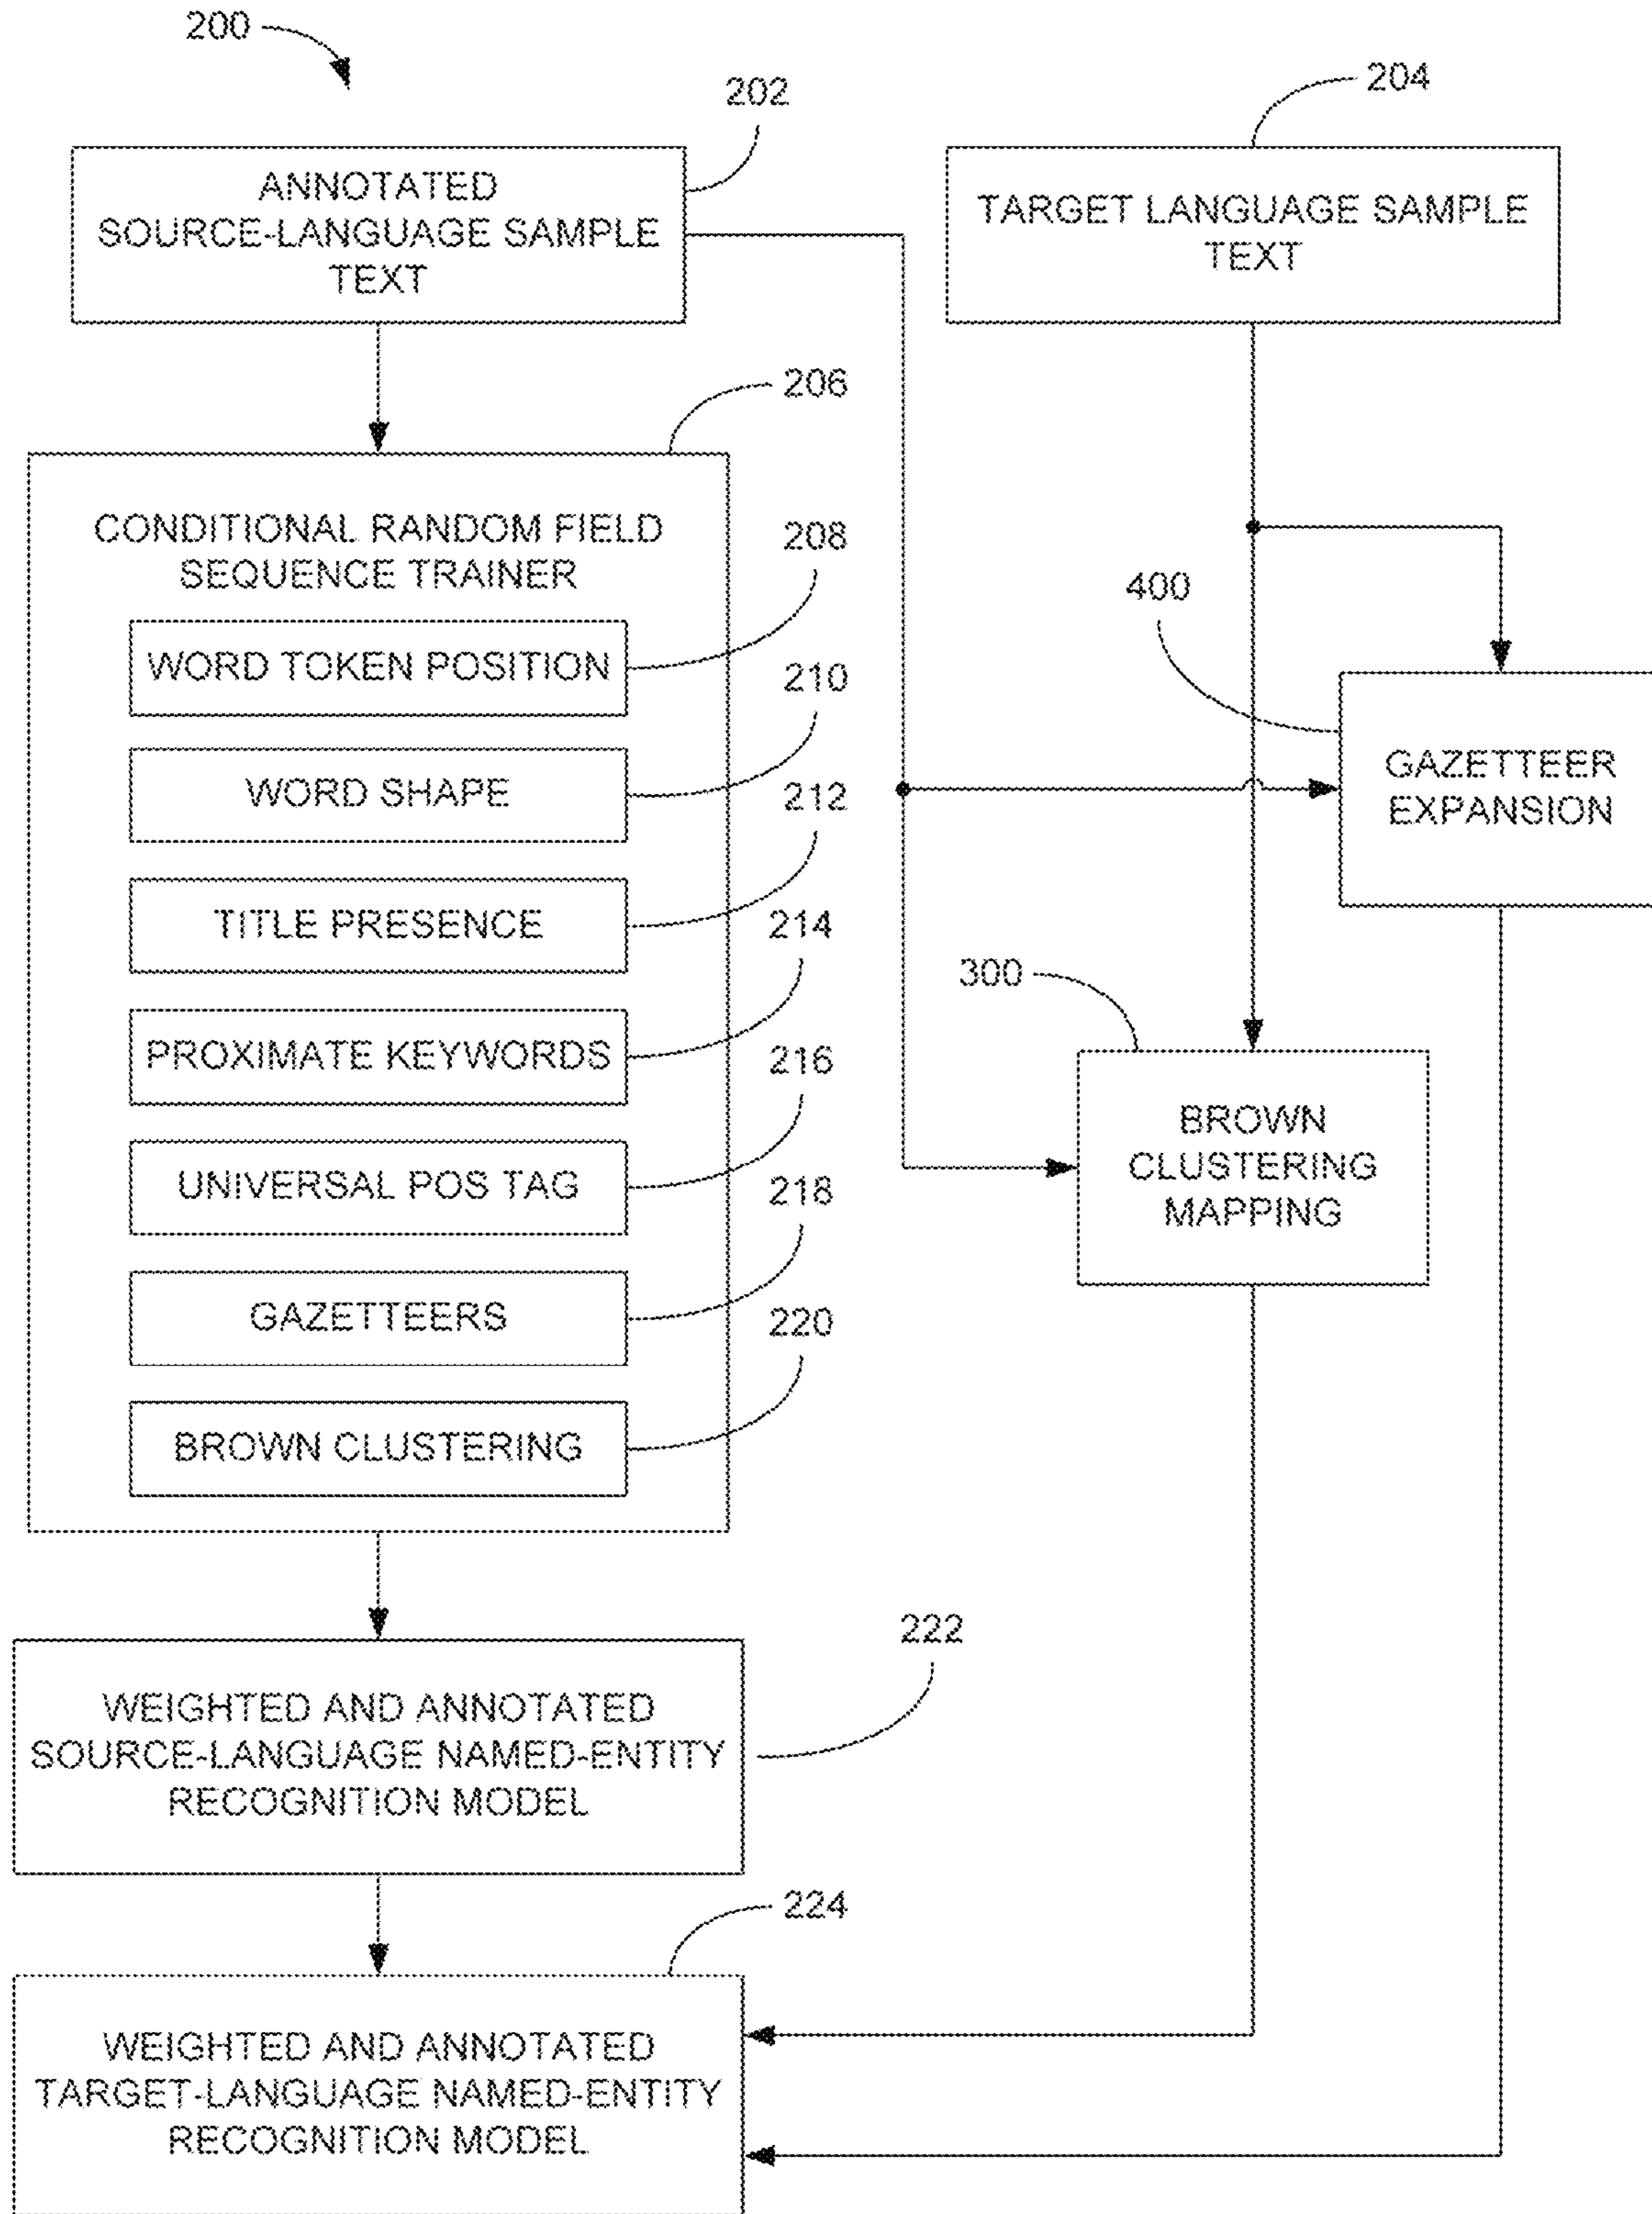 200
202
204
ANNOTATED
SOURCE-LANGUAGE SAMPLE
TEXT
TARGET LANGUAGE SAMPLE
TEXT
206
CONDITIONAL RANDOM FIELD
SEQUENCE TRAINER
208
WORD TOKEN POSITION
210
WORD SHAPE
212
TITLE PRESENCE
214
PROXIMATE KEYWORDS
216
UNIVERSAL POS TAG
218
GAZETTEERS
220
BROWN CLUSTERING
400
GAZETTEER
EXPANSION
300
BROWN
CLUSTERING
MAPPING
222
WEIGHTED AND ANNOTATED
SOURCE-LANGUAGE NAMED-ENTITY
RECOGNITION MODEL
224
WEIGHTED AND ANNOTATED
TARGET-LANGUAGE NAMED-ENTITY
RECOGNITION MODEL